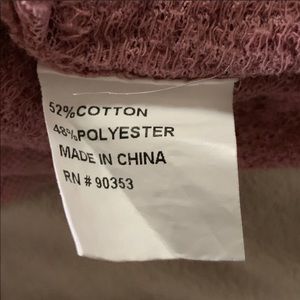 52%COTTON
48%POLYESTER
MADE IN CHINA
RN # 90353